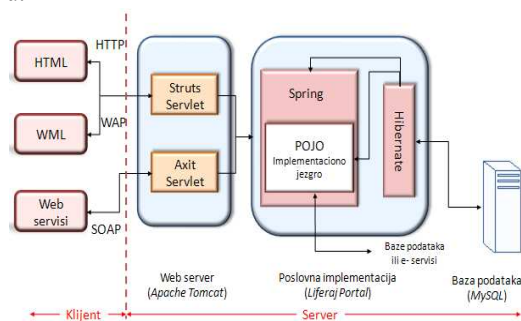 HTTP
HTML
WAP
WML
Web
servisi
SOAP
Struts
Servlet
Axit
Servlet
Spring
POJO
Implementaciono
jezgro
Hibernate
Baze podataka
ili e- servisi
Web server
(Apache Tomcat)
Poslovna implementacija
(Liferaj Portal)
Baza podataka
(MySQL)
Klijent
Server